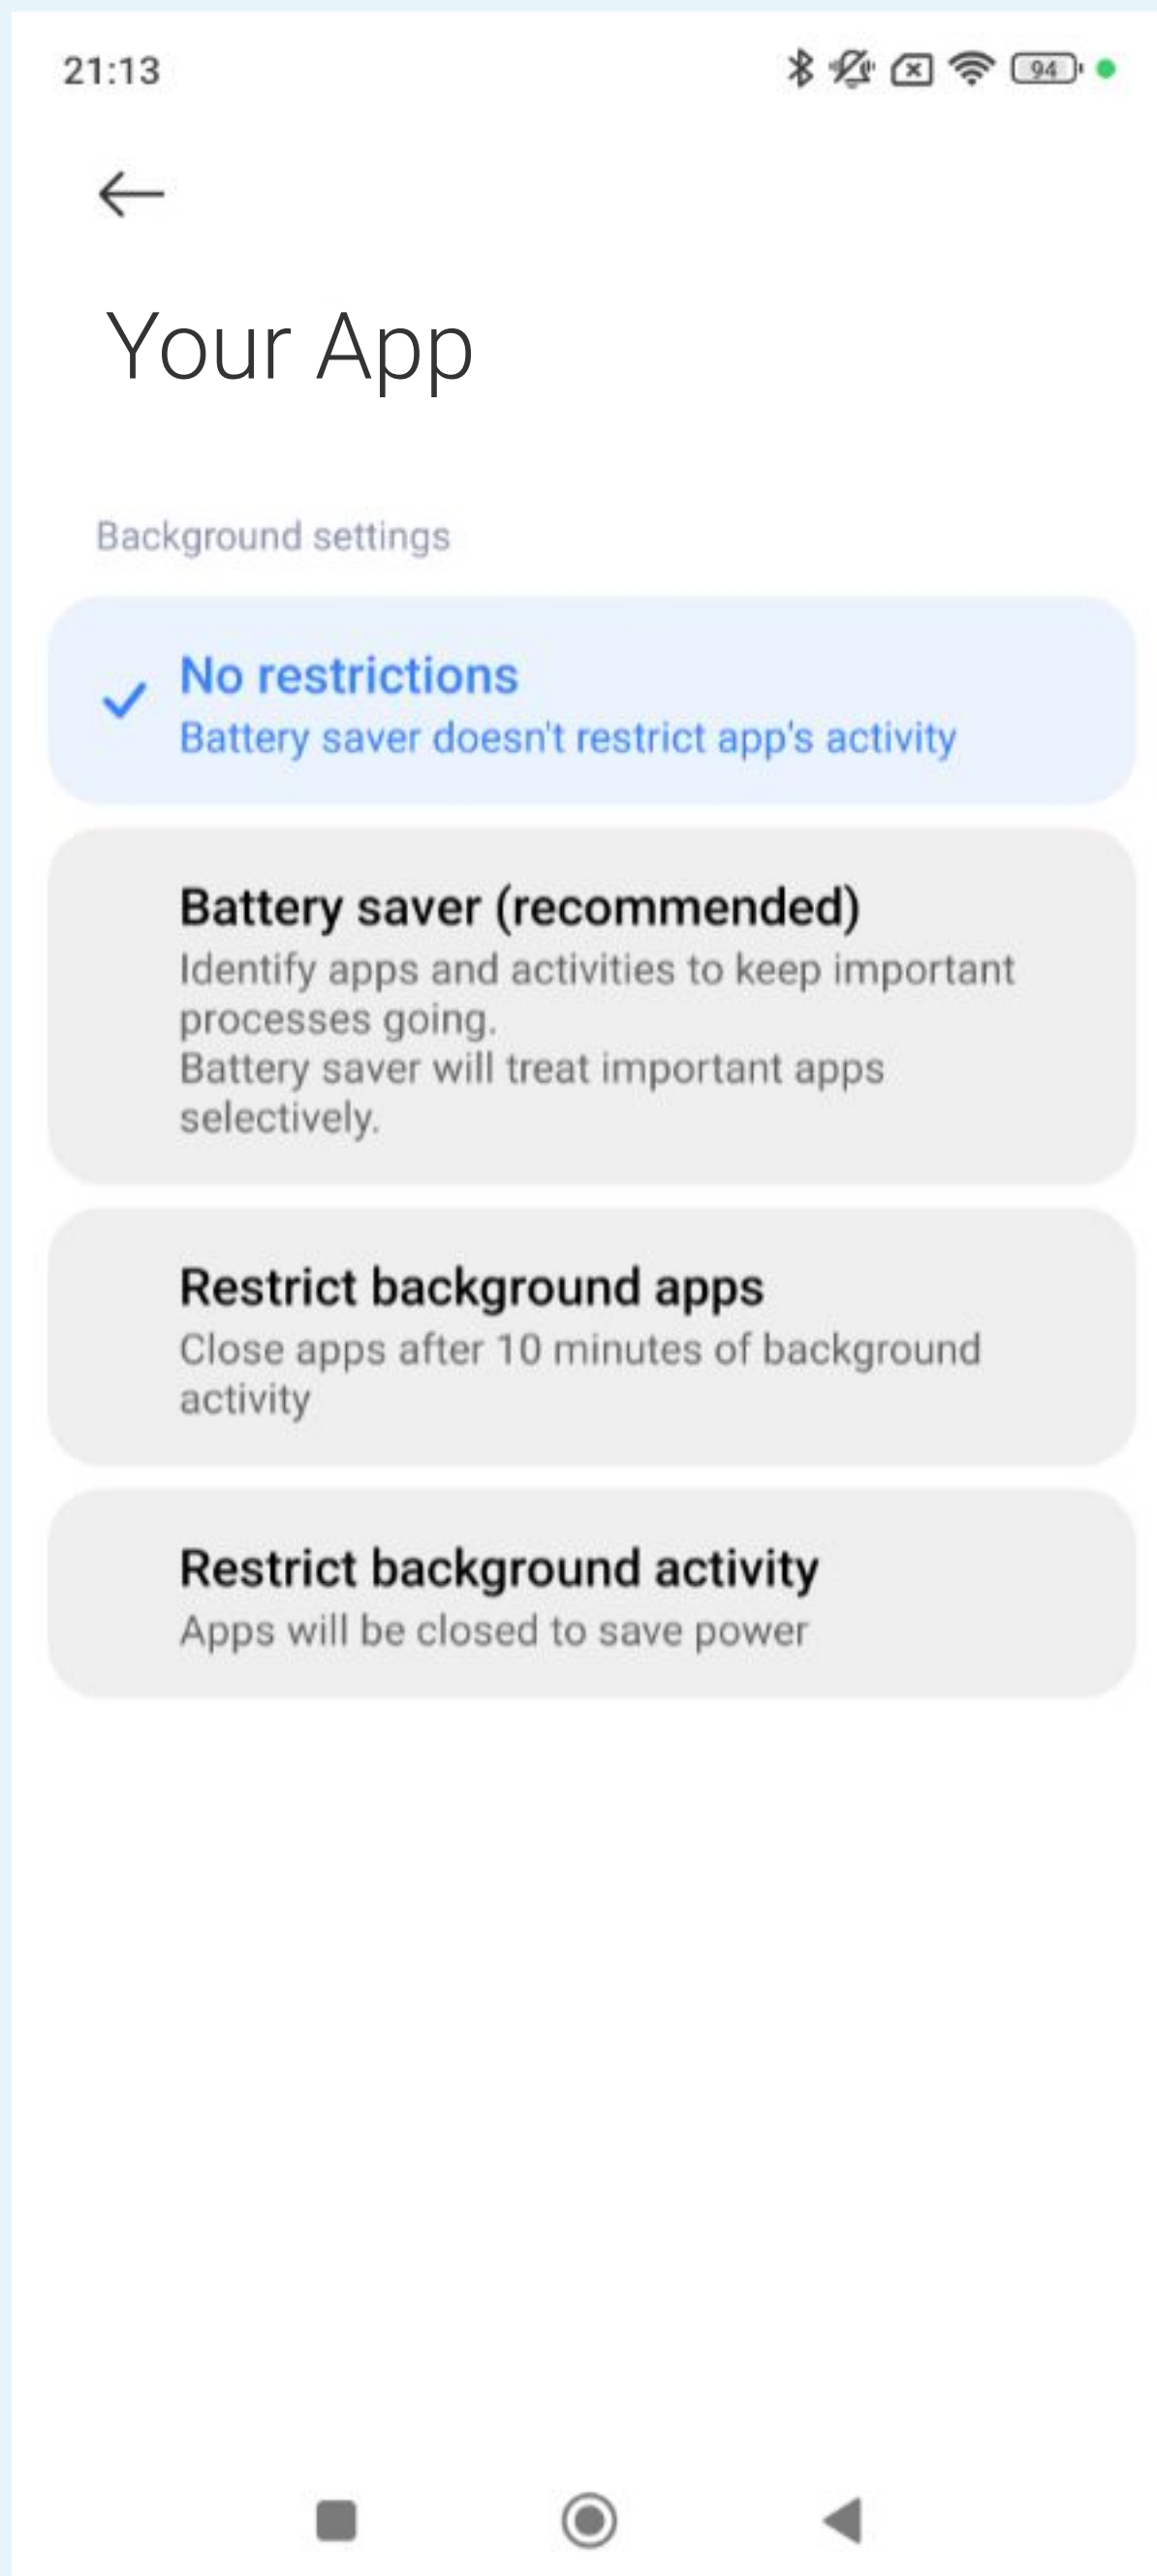 21:13
94
Your App
Background settings
No restrictions
Battery saver doesn't restrict app's activity
Battery saver (recommended)
Identify apps and activities to keep important
processes going.
Battery saver will treat important apps
selectively.
Restrict background apps
Close apps after 10 minutes of background
activity
Restrict background activity
Apps will be closed to save power